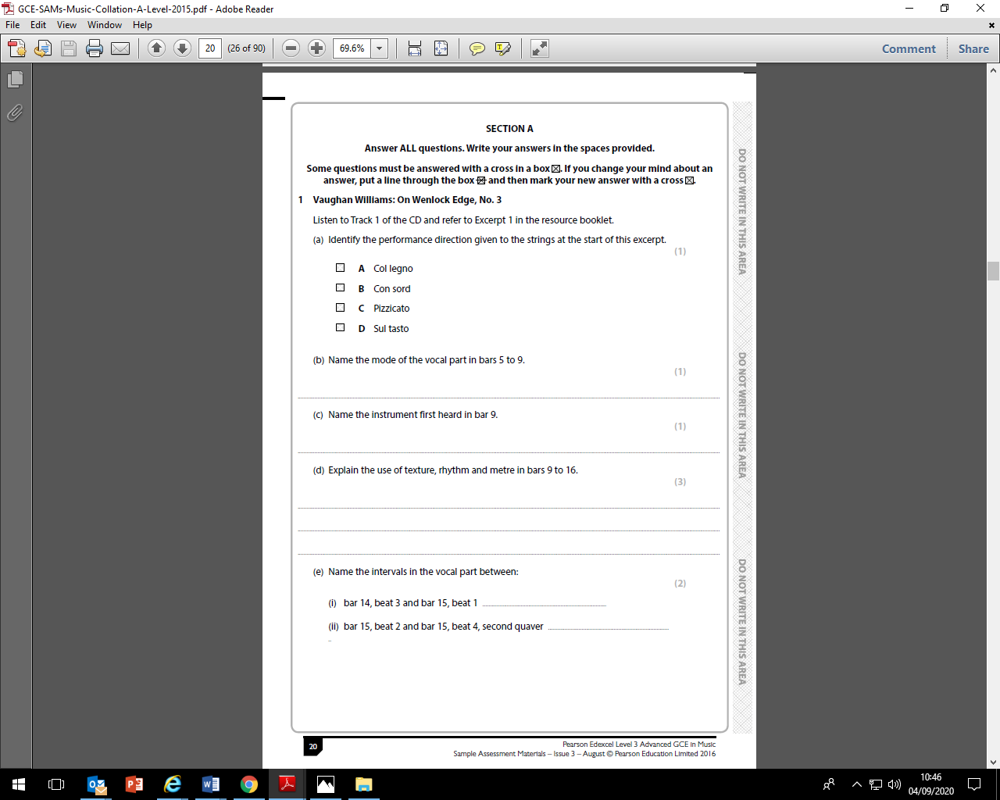 GCE-SAMs-Music-Collation-A-Level-2015.pdf - Adobe Reader
File Edit View Window Help
20 (26 of 90) 69.6% Comment Share
SECTION A
Answer ALL questions. Write your answers in the spaces provided.
Some questions must be answered with a cross in a box ☒. If you change your mind about an
answer, put a line through the box ☒ and then mark your new answer with a cross ☒.
1 Vaughan Williams: On Wenlock Edge, No. 3
Listen to Track 1 of the CD and refer to Excerpt 1 in the resource booklet.
(a) Identify the performance direction given to the strings at the start of this excerpt.
(1)
A Col legno
B Con sord
C Pizzicato
D Sul tasto
(b) Name the mode of the vocal part in bars 5 to 9.
(1)
(c) Name the instrument first heard in bar 9.
(1)
(d) Explain the use of texture, rhythm and metre in bars 9 to 16.
(3)
(e) Name the intervals in the vocal part between:
(2)
(i) bar 14, beat 3 and bar 15, beat 1
(ii) bar 15, beat 2 and bar 15, beat 4, second quaver
DO NOT WRITE IN THIS AREA
DO NOT WRITE IN THIS AREA
DO NOT WRITE IN THIS AREA
20
Pearson Edexcel Level 3 Advanced GCE in Music
Sample Assessment Materials – Issue 3 – August © Pearson Education Limited 2016
10:46
04/09/2020